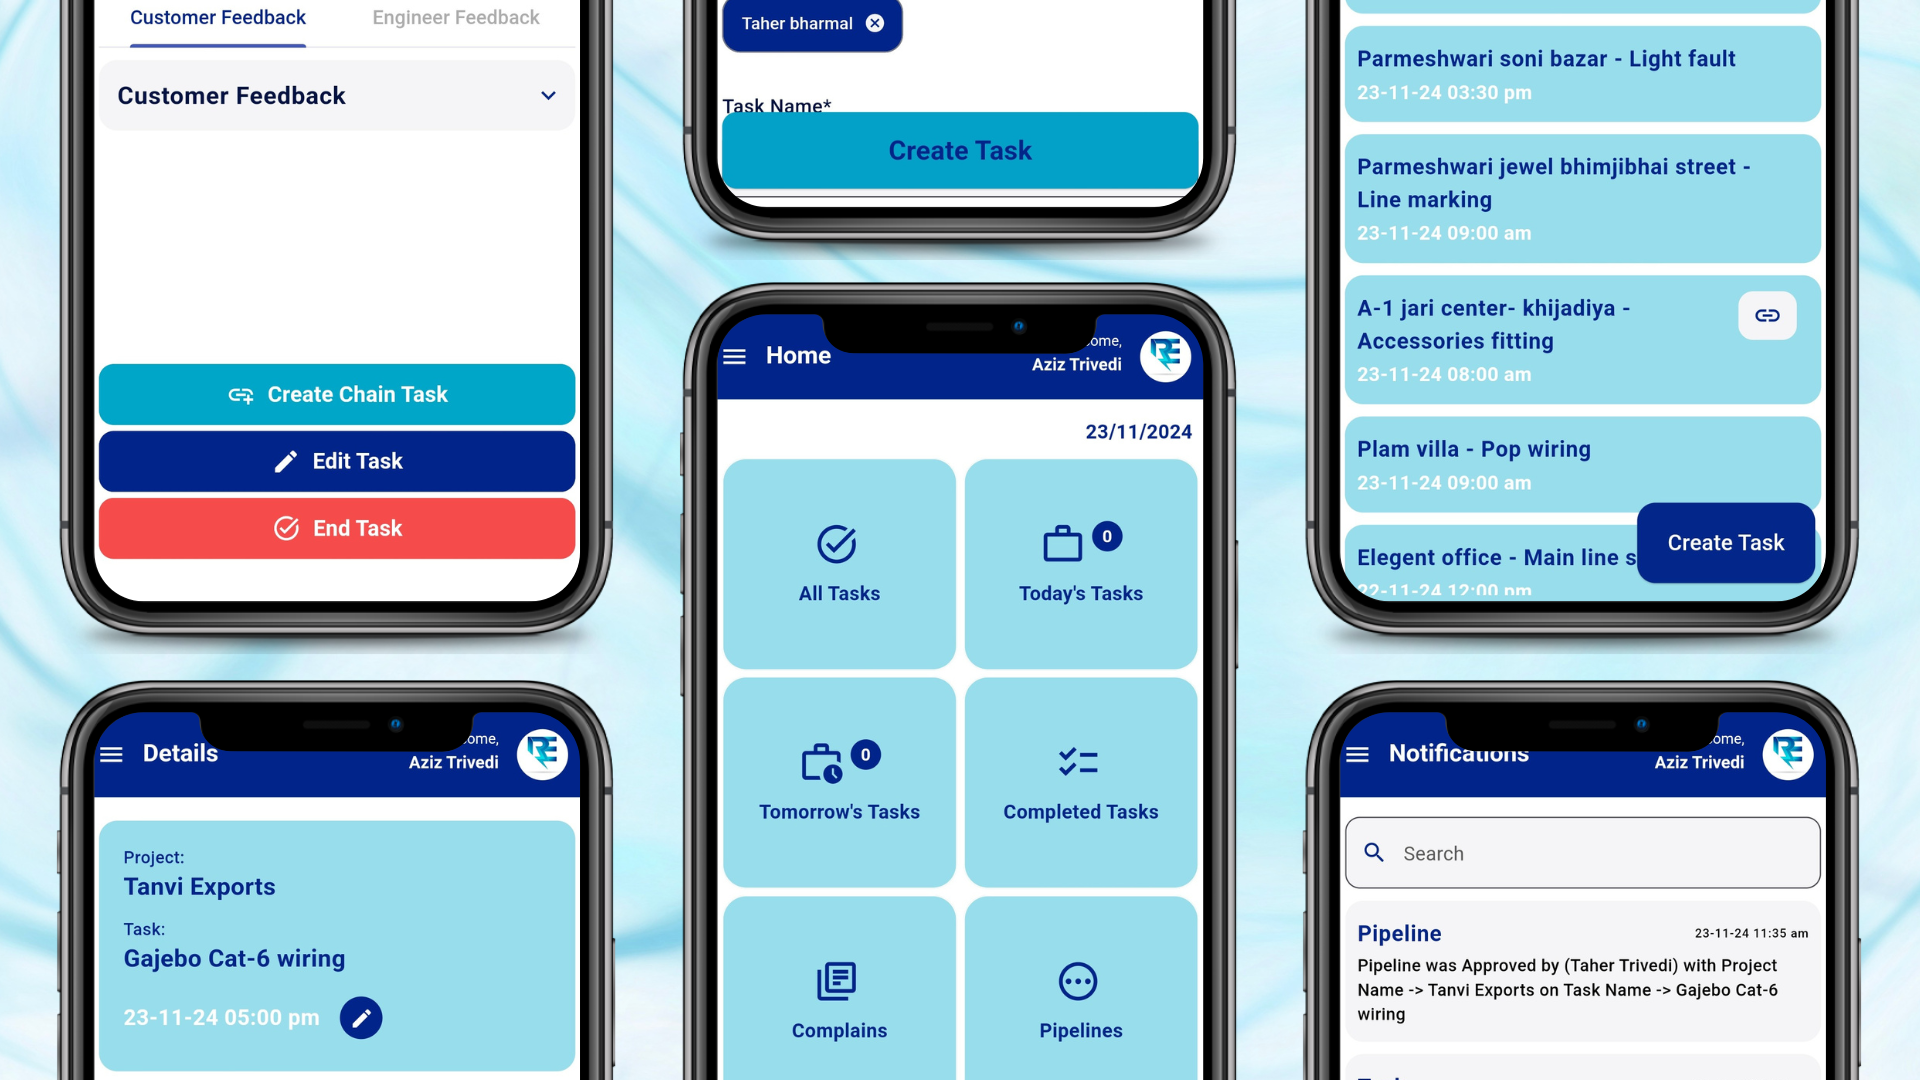 Customer Feedback
Engineer Feedback
Customer Feedback
Create Chain Task
Edit Task
End Task
Details
ome,
Aziz Trivedi
RE
Project:
Tanvi Exports
Task:
Gajebo Cat-6 wiring
23-11-24 05:00 pm
Taher bharmal
Task Name*
Create Task
Home
ome,
Aziz Trivedi
RE
23/11/2024
All Tasks
0
Today's Tasks
0
Tomorrow's Tasks
Completed Tasks
Complains
Pipelines
Parmeshwari soni bazar - Light fault
23-11-24 03:30 pm
Parmeshwari jewel bhimjibhai street -
Line marking
23-11-24 09:00 am
A-1 jari center- khijadiya -
Accessories fitting
23-11-24 08:00 am
Plam villa - Pop wiring
23-11-24 09:00 am
Elegent office - Main line s
22-11-24 12:00 pm
Create Task
Notifications
ome,
Aziz Trivedi
RE
Search
Pipeline
23-11-24 11:35 am
Pipeline was Approved by (Taher Trivedi) with Project
Name -> Tanvi Exports on Task Name -> Gajebo Cat-6
wiring